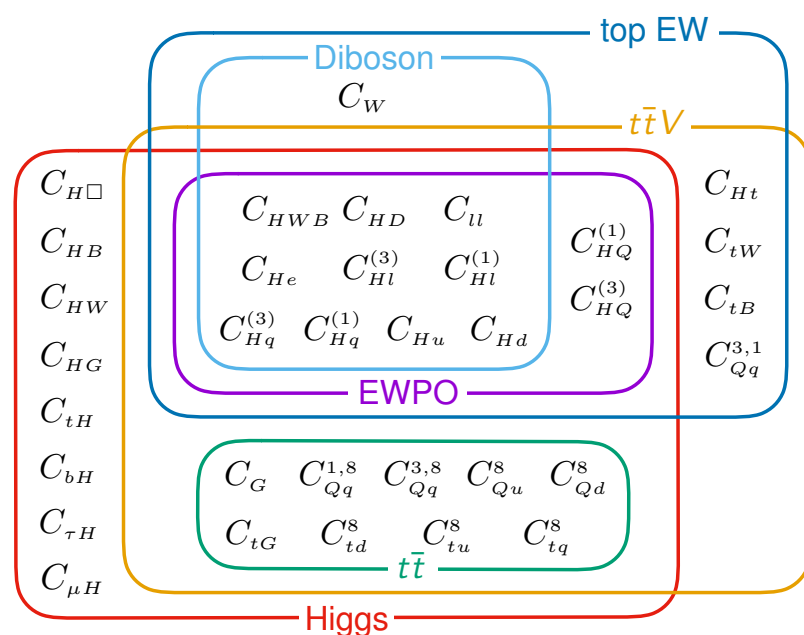 top EW
Diboson
C_W
t\bar{t}V
C_{H□} C_{HWB} C_{HD} C_{ll} C_{Ht}
C_{HB} C_{He} C_{Hl}^{(3)} C_{Hl}^{(1)} C_{HQ}^{(1)} C_{tW}
C_{HW} C_{Hq}^{(3)} C_{Hq}^{(1)} C_{Hu} C_{Hd} C_{HQ}^{(3)} C_{tB}
C_{HG} C_{Qq}^{3,1}
EWPO
C_{tH}
C_{bH} C_G C_{Qq}^{1,8} C_{Qq}^{3,8} C_{Qu}^{8} C_{Qd}^{8}
C_{τH} C_{tG} C_{td}^{8} C_{tu}^{8} C_{tq}^{8}
t\bar{t}
C_{μH}
Higgs